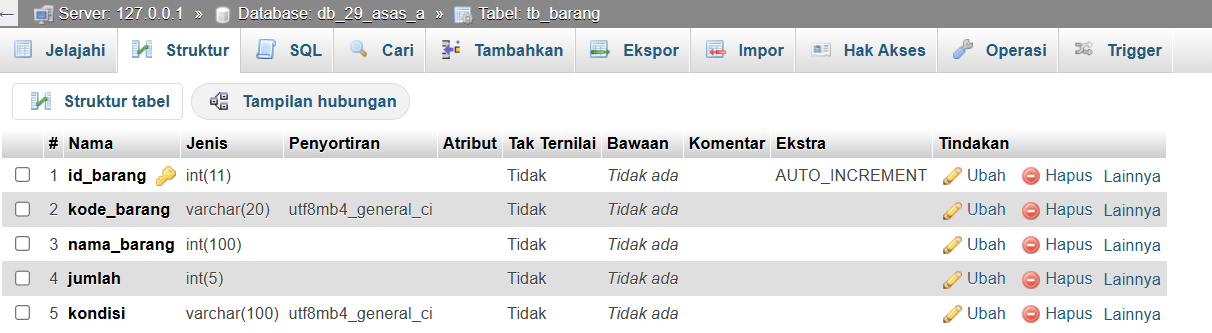 ← Server: 127.0.0.1 » Database: db_29_asas_a » Tabel: tb_barang
Jelajahi Struktur SQL Cari Tambahkan Ekspor Impor Hak Akses Operasi Trigger
Struktur tabel Tampilan hubungan
# Nama Jenis Penyortiran Atribut Tak Ternilai Bawaan Komentar Ekstra Tindakan
1 id_barang int(11) Tidak Tidak ada AUTO_INCREMENT Ubah Hapus Lainnya
2 kode_barang varchar(20) utf8mb4_general_ci Tidak Tidak ada Ubah Hapus Lainnya
3 nama_barang int(100) Tidak Tidak ada Ubah Hapus Lainnya
4 jumlah int(5) Tidak Tidak ada Ubah Hapus Lainnya
5 kondisi varchar(100) utf8mb4_general_ci Tidak Tidak ada Ubah Hapus Lainnya